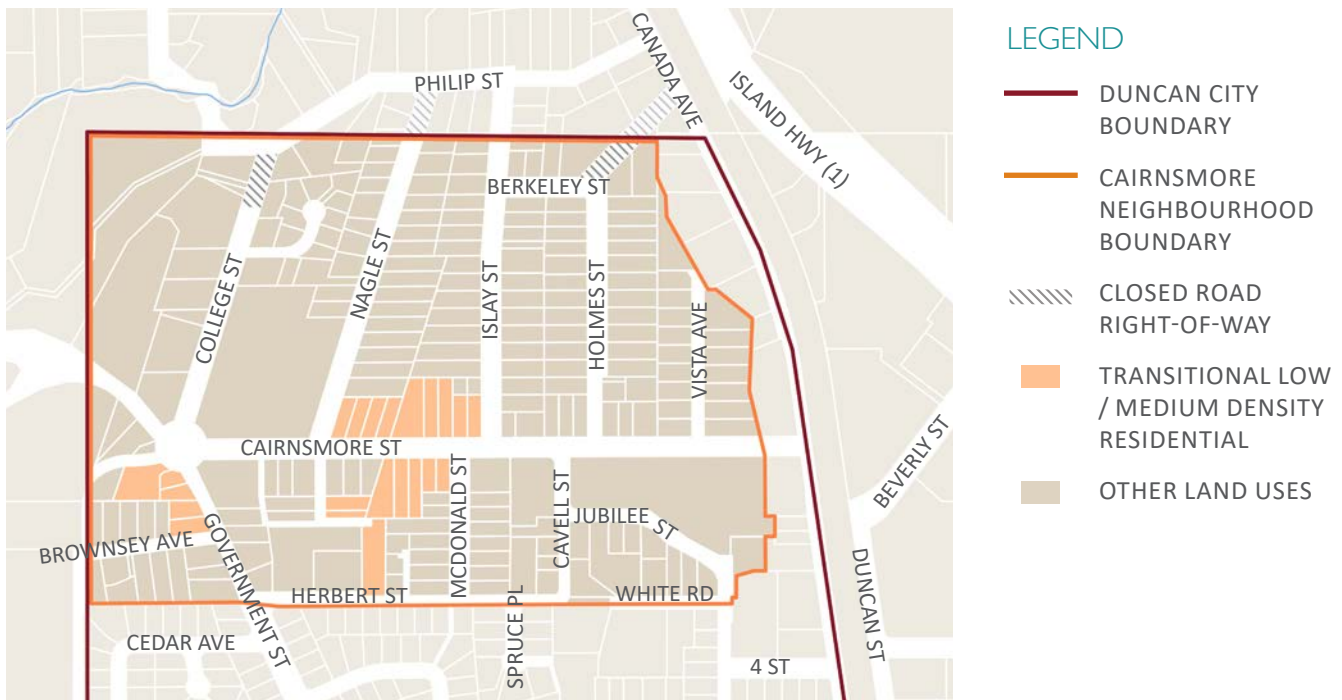 CANADA AVE
PHILIP ST
ISLAND HWY (1)
BERKELEY ST
COLLEGE ST
NAGLE ST
ISLAY ST
HOLMES ST
VISTA AVE
CAIRNSMORE ST
BEVERLY ST
MCDONALD ST
CAVELL ST
JUBILEE ST
BROWNSEY AVE
GOVERNMENT ST
HERBERT ST
WHITE RD
DUNCAN ST
CEDAR AVE
SPRUCE PL
4 ST
LEGEND
DUNCAN CITY
BOUNDARY
CAIRNSMORE
NEIGHBOURHOOD
BOUNDARY
CLOSED ROAD
RIGHT-OF-WAY
TRANSITIONAL LOW
/ MEDIUM DENSITY
RESIDENTIAL
OTHER LAND USES